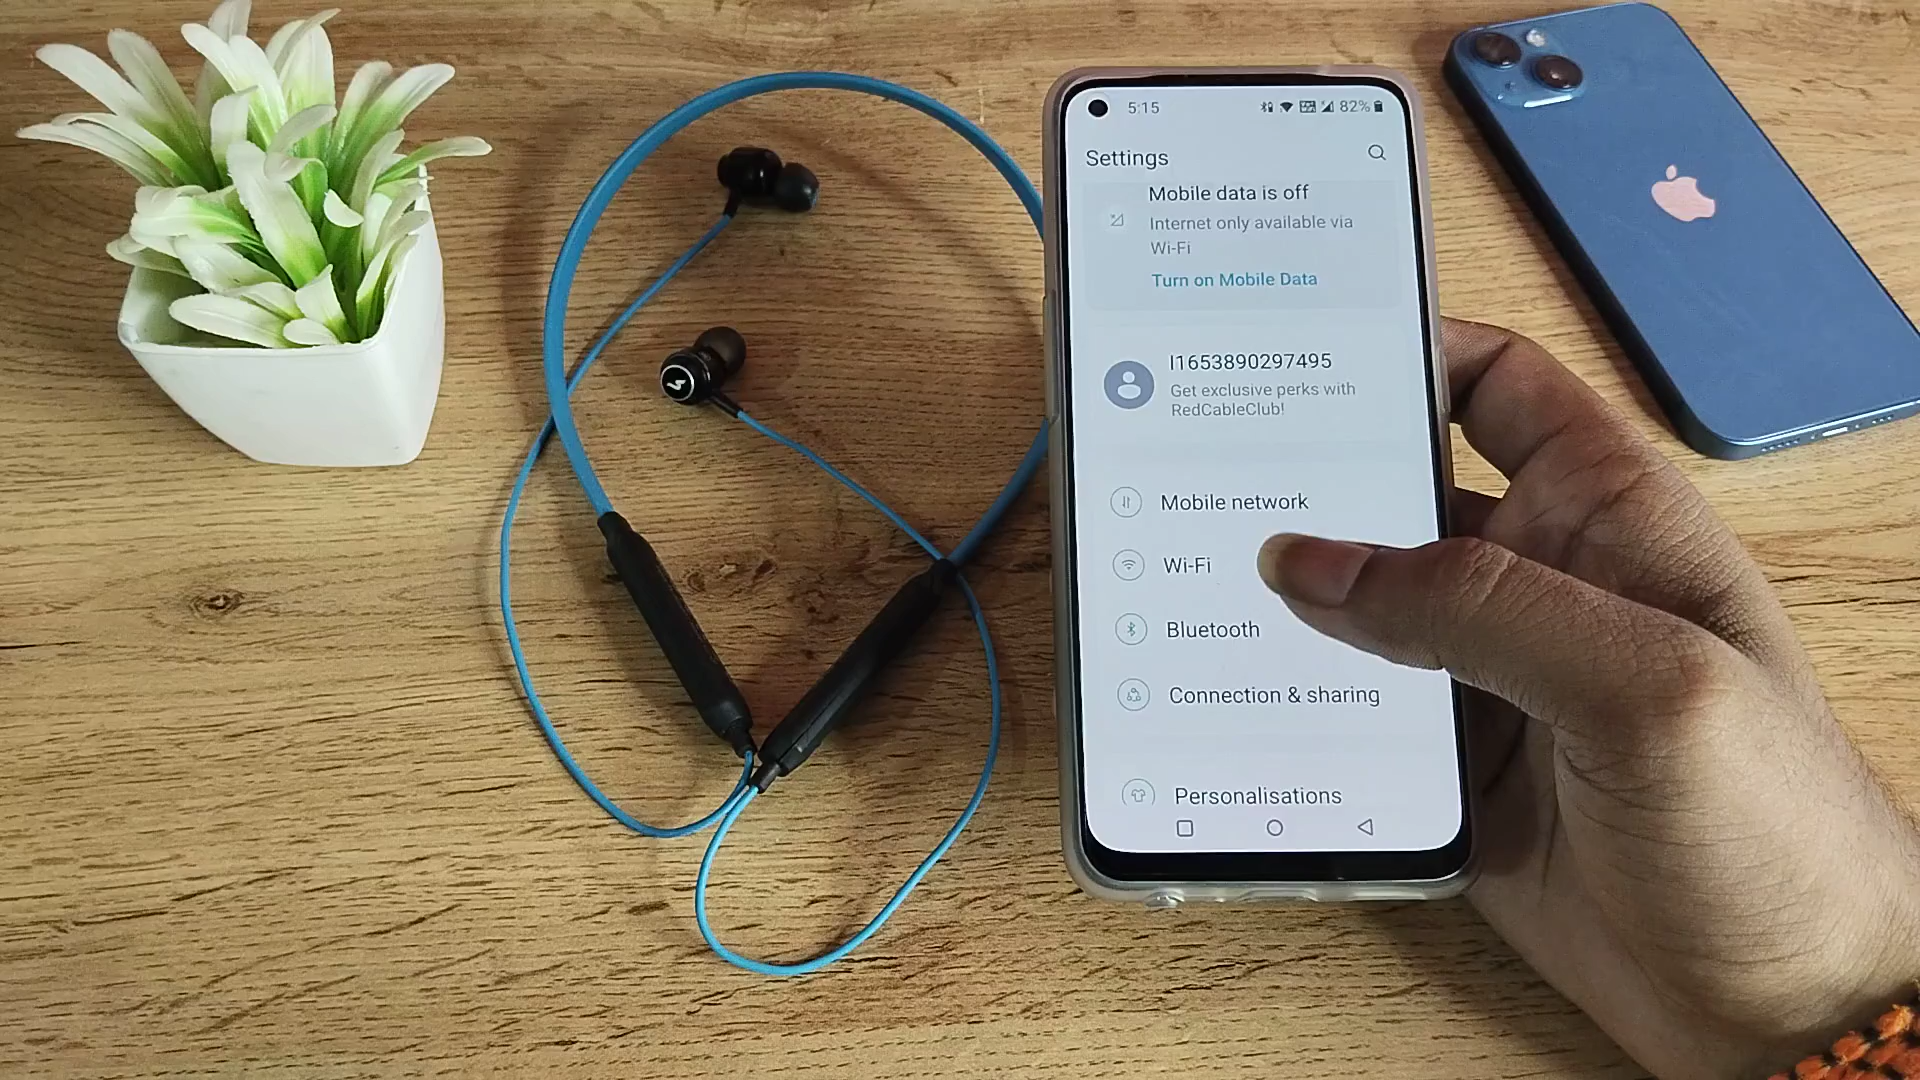 5:15
82%
Settings
Mobile data is off
Internet only available via
Wi-Fi
Turn on Mobile Data
I1653890297495
Get exclusive perks with
RedCableClub!
Mobile network
Wi-Fi
Bluetooth
Connection & sharing
Personalisations